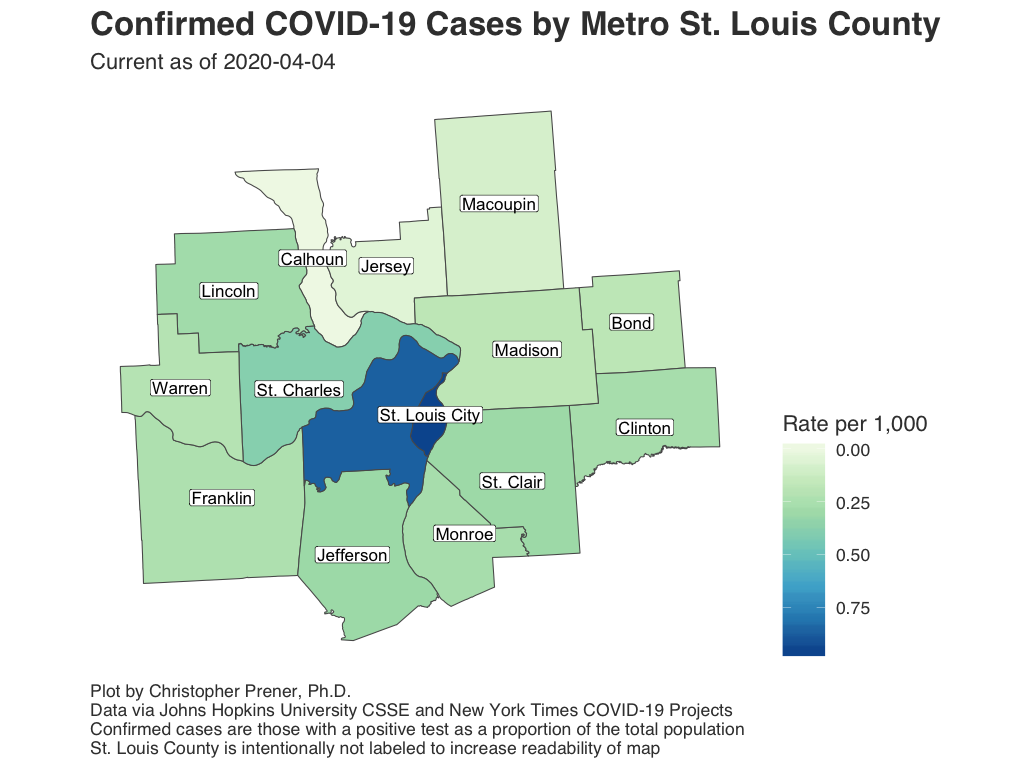 Confirmed COVID-19 Cases by Metro St. Louis County
Current as of 2020-04-04
Macoupin
Calhoun
Jersey
Lincoln
Bond
Madison
Warren
St. Charles
St. Louis City
Clinton
St. Clair
Franklin
Monroe
Jefferson
Rate per 1,000
0.00
0.25
0.50
0.75
Plot by Christopher Prener, Ph.D.
Data via Johns Hopkins University CSSE and New York Times COVID-19 Projects
Confirmed cases are those with a positive test as a proportion of the total population
St. Louis County is intentionally not labeled to increase readability of map